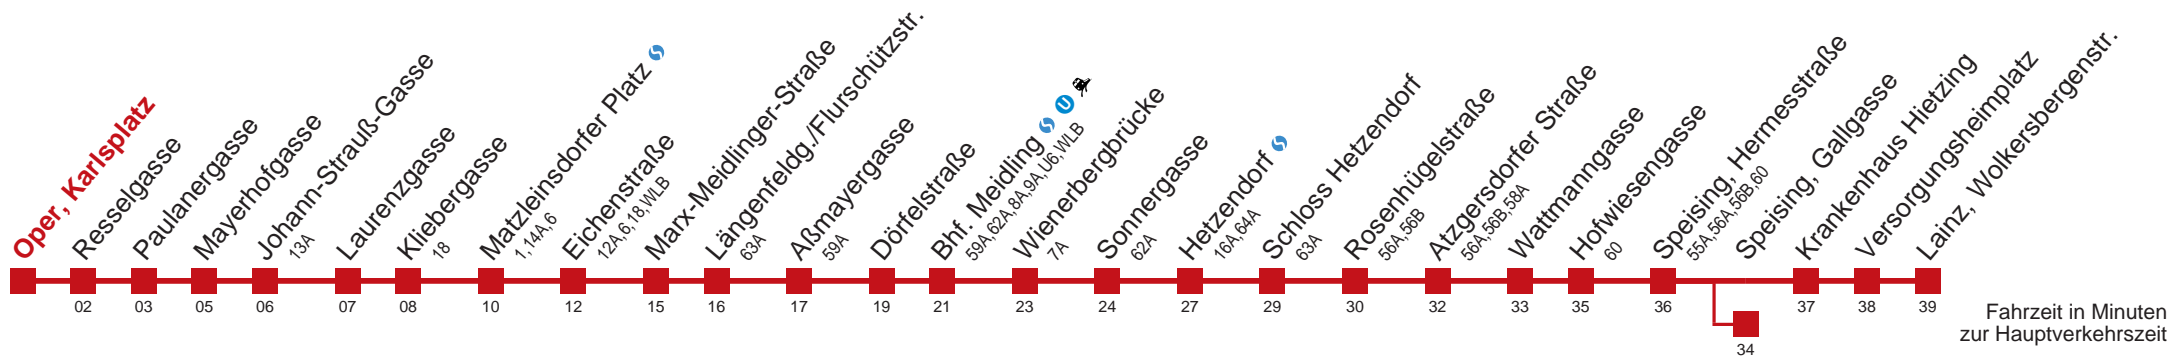 Oper, Karlsplatz
Resselgasse
02
Paulanergasse
03
Mayerhofgasse
05
Johann-Strauß-Gasse
13A
06
Laurenzgasse
07
Kliebergasse
18
08
Matzleinsdorfer Platz
1, 14A,6
10
Eichenstraße
12A,6,18,WLB
12
Marx-Meidlinger-Straße
15
Längenfeldg./Flurschützstr.
63A
16
Aßmayergasse
59A
17
Dörfelstraße
19
Bhf. Meidling U
59A,62A,8A,9A,U6,WLB
21
Wienerbergbrücke
7A
23
Sonnergasse
62A
24
Hetzendorf
16A,64A
27
Schloss Hetzendorf
63A
29
Rosenhügelstraße
56A,56B
30
Atzgersdorfer Straße
56A,56B,58A
32
Wattmanngasse
33
Hofwiesengasse
60
35
Speising, Hermesstraße
55A,56A,56B,60
36
Speising, Gallgasse
34
Krankenhaus Hietzing
37
Versorgungsheimplatz
38
Lainz, Wolkersbergenstr.
39
Fahrzeit in Minuten
zur Hauptverkehrszeit